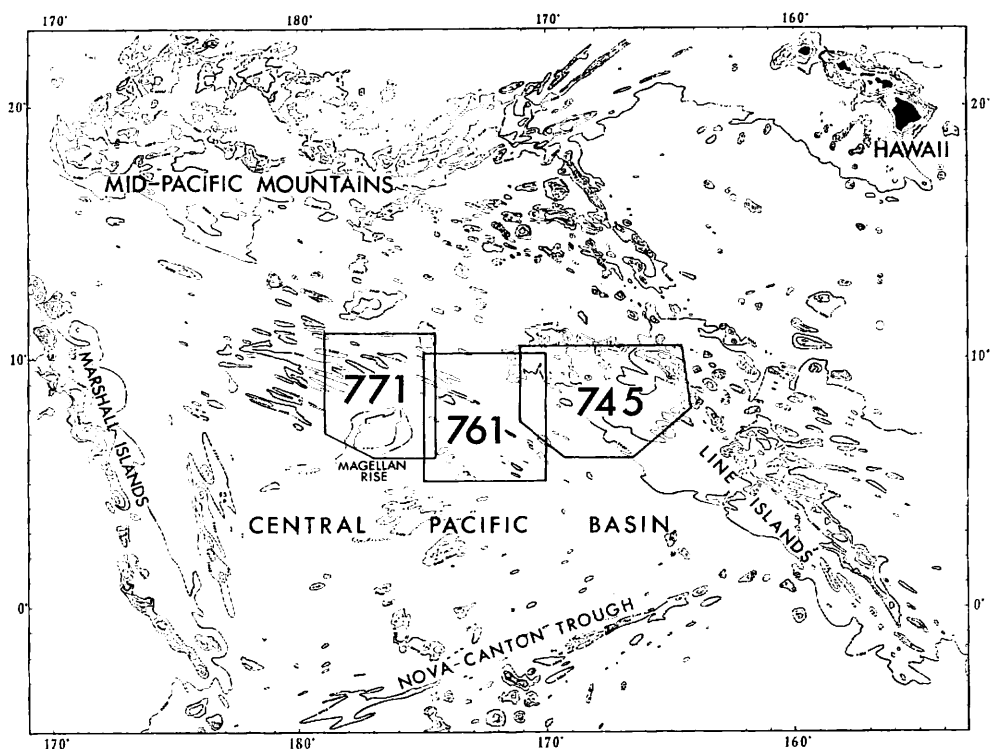 170° 180° 170° 160°
20° 20°
HAWAII
MID-PACIFIC MOUNTAINS
10° 10°
MARSHALL ISLANDS
771
745
761
MAGELLAN
RISE
LINE ISLANDS
CENTRAL PACIFIC BASIN
0° 0°
NOVA-CANTON TROUGH
170° 180° 170° 160°